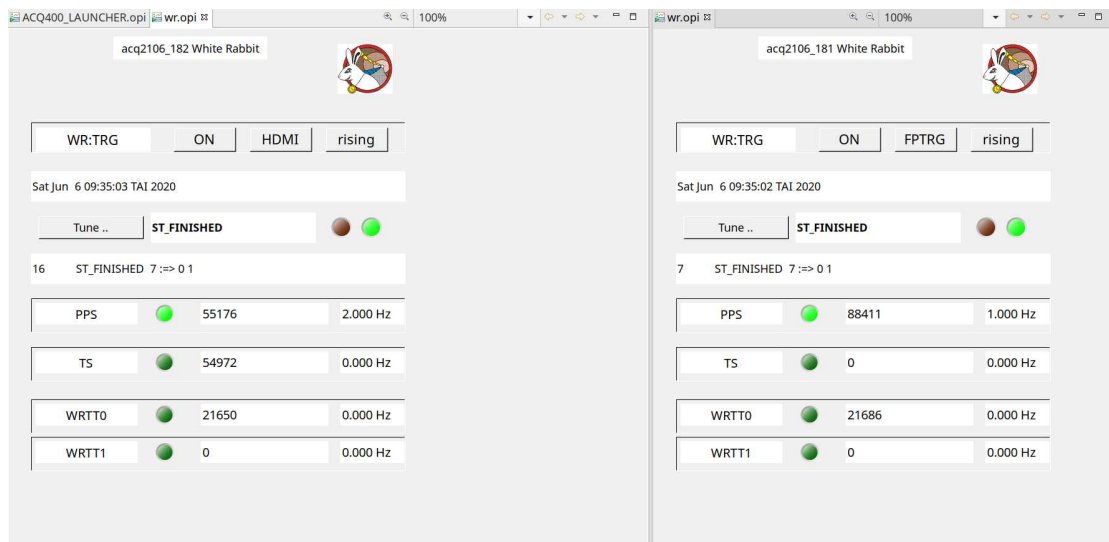 ACQ400_LAUNCHER.opi wr.opi 100% wr.opi 100%
acq2106_182 White Rabbit
WR:TRG ON HDMI rising
Sat Jun 6 09:35:03 TAI 2020
Tune .. ST_FINISHED
16 ST_FINISHED 7 :=> 0 1
PPS 55176 2.000 Hz
TS 54972 0.000 Hz
WRTT0 21650 0.000 Hz
WRTT1 0 0.000 Hz
acq2106_181 White Rabbit
WR:TRG ON FPTRG rising
Sat Jun 6 09:35:02 TAI 2020
Tune .. ST_FINISHED
7 ST_FINISHED 7 :=> 0 1
PPS 88411 1.000 Hz
TS 0 0.000 Hz
WRTT0 21686 0.000 Hz
WRTT1 0 0.000 Hz